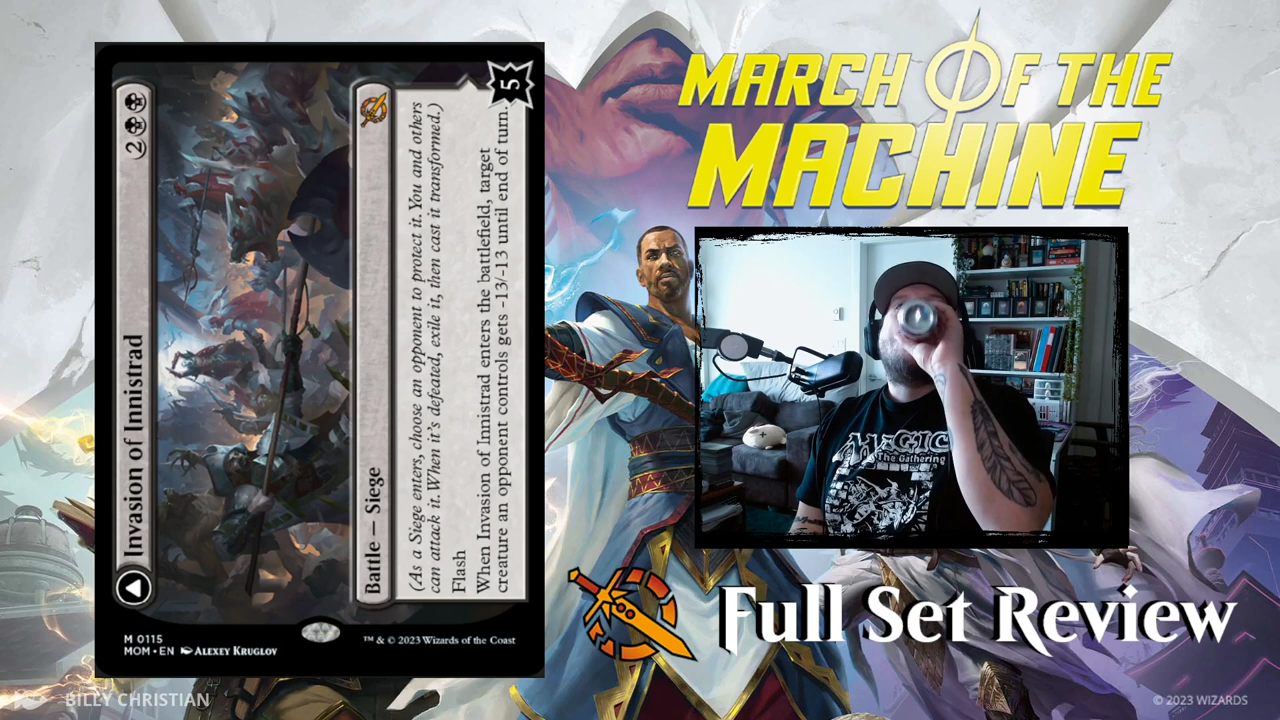 Invasion of Innistrad 2
Battle — Siege
(As a Siege enters, choose an opponent to protect it. You and others
can attack it. When it's defeated, exile it, then cast it transformed.)
Flash
When Invasion of Innistrad enters the battlefield, target
creature an opponent controls gets -13/-13 until end of turn.
5
M 0115
MOM • EN ALEXEY KRUGLOV
™ & © 2023 Wizards of the Coast
MARCH OF THE
MACHINE
MAGIC
The Gathering
Full Set Review
BILLY CHRISTIAN
© 2023 WIZARDS